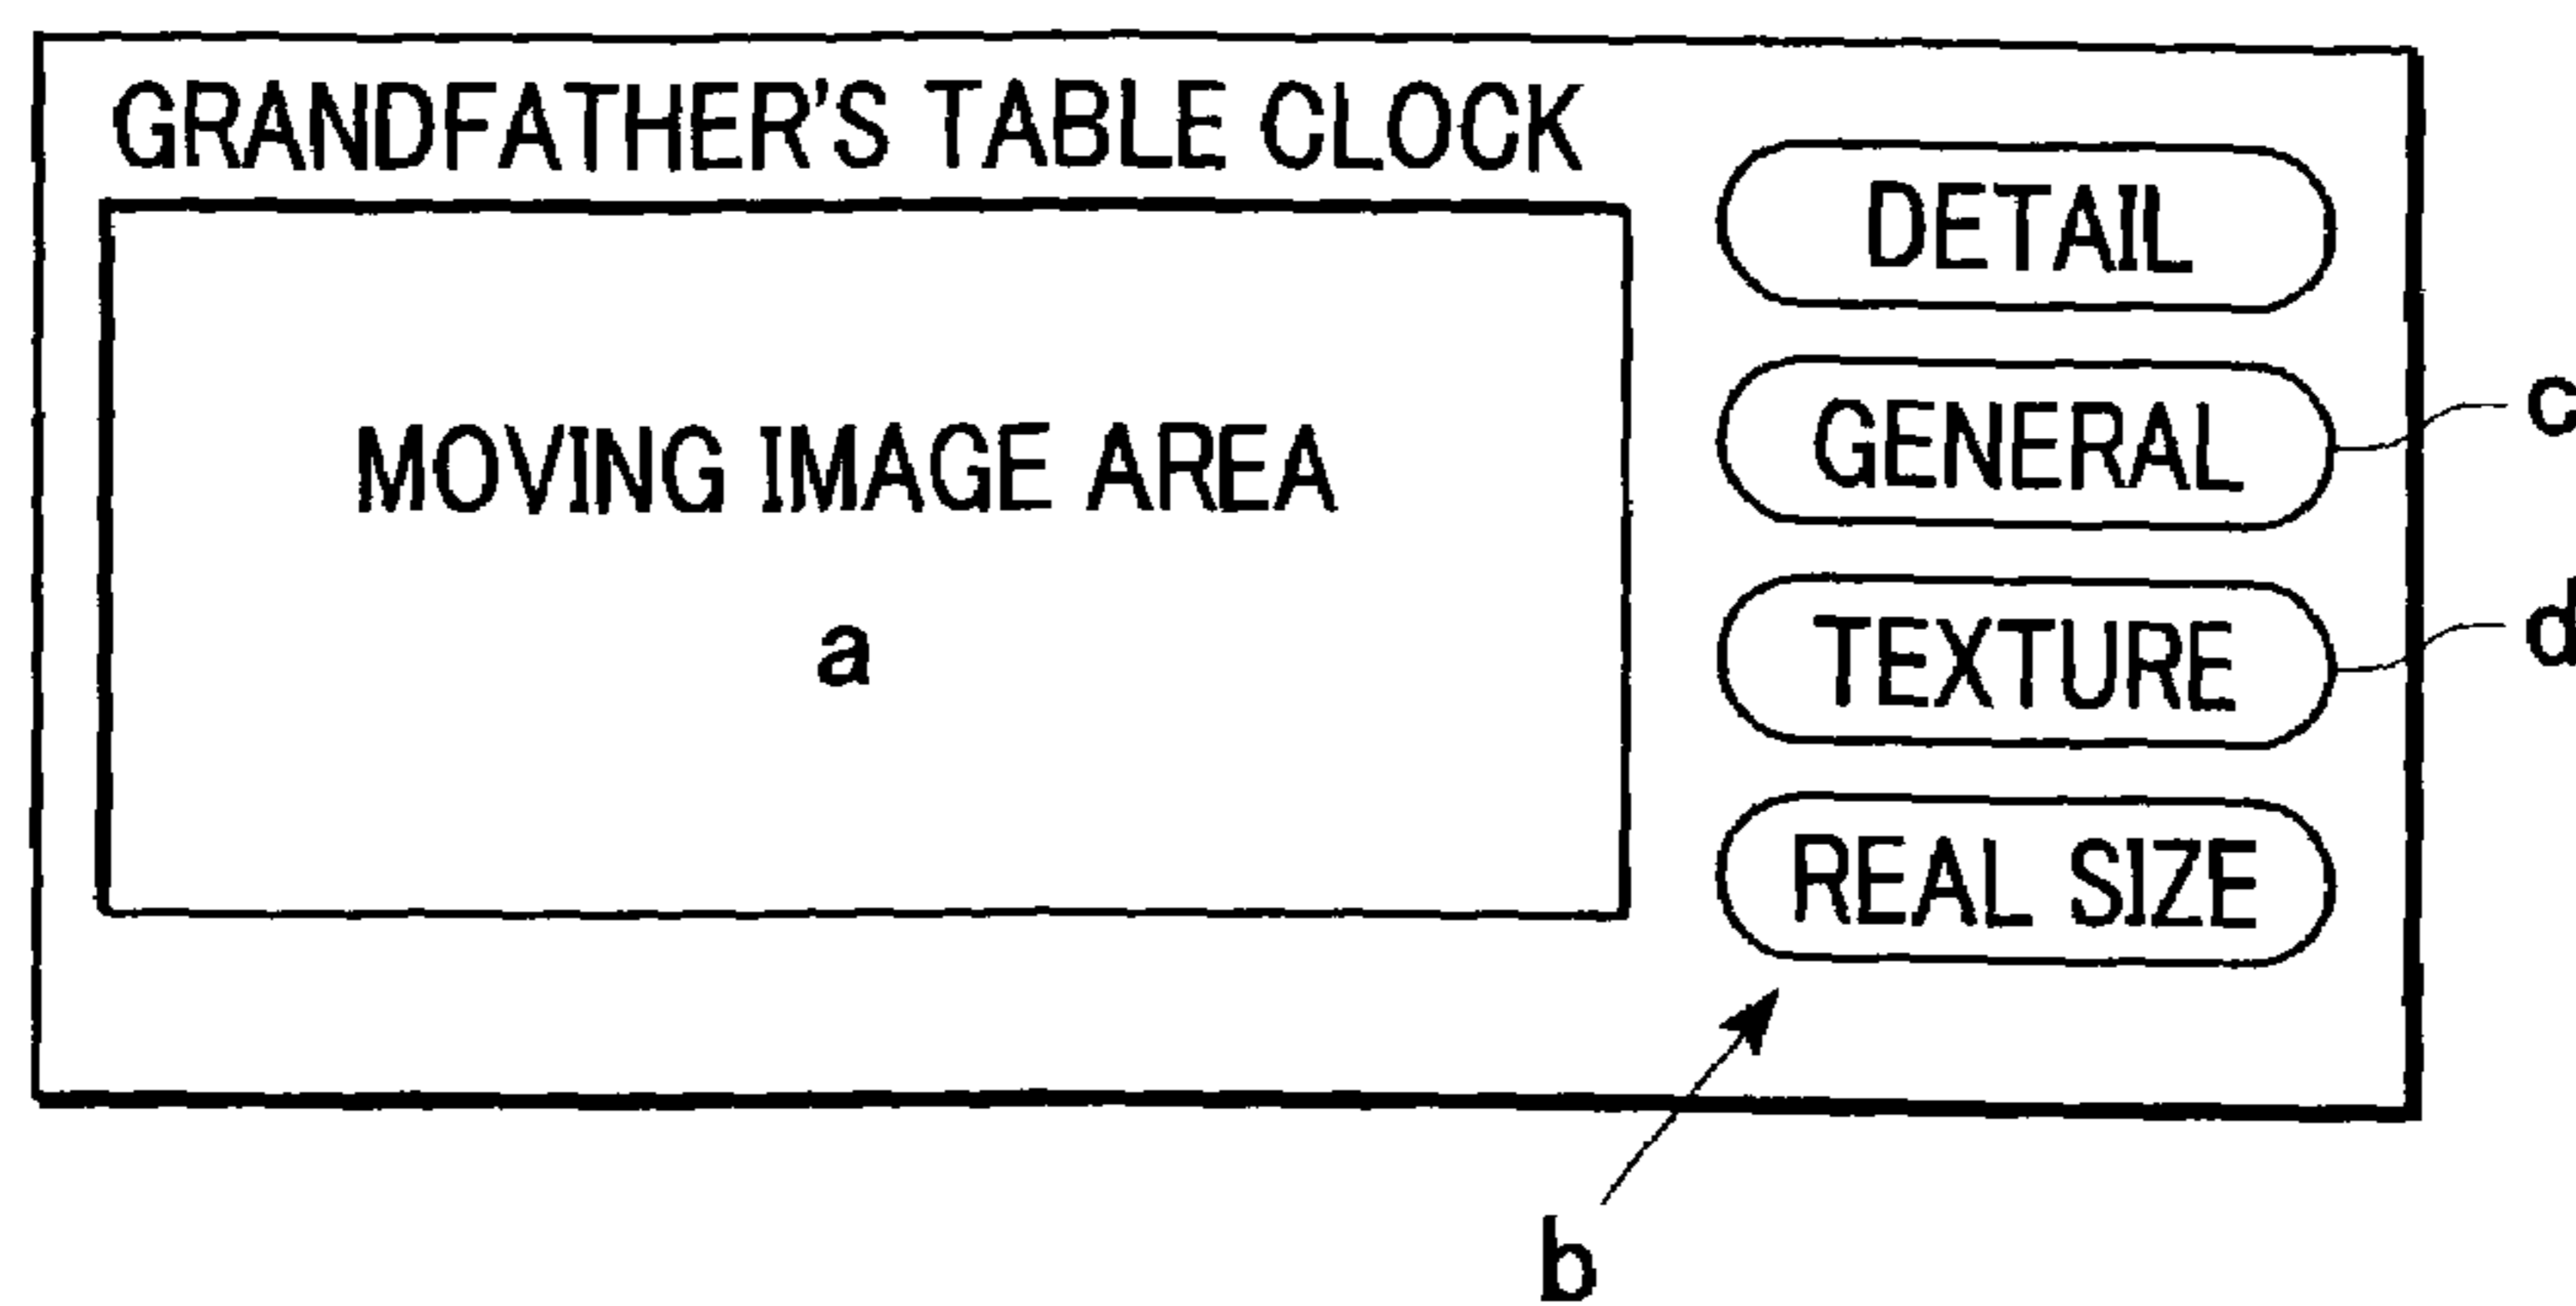 GRANDFATHER'S TABLE CLOCK
MOVING IMAGE AREA
a
DETAIL
GENERAL
c
TEXTURE
d
REAL SIZE
b